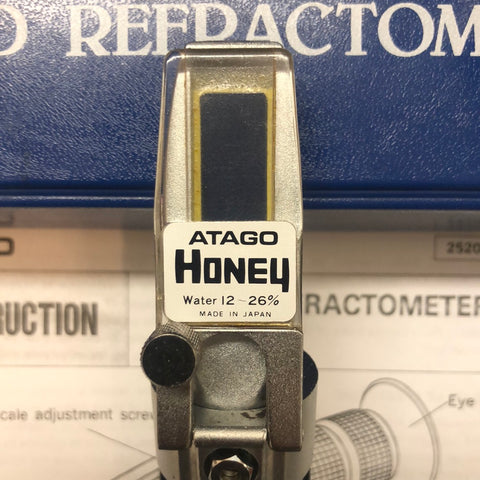 REFRACTOM
ATAGO
HONEY
Water 12~26%
MADE IN JAPAN
2520
RUCTION
RACTOMETER
cale adjustment screw
Eye